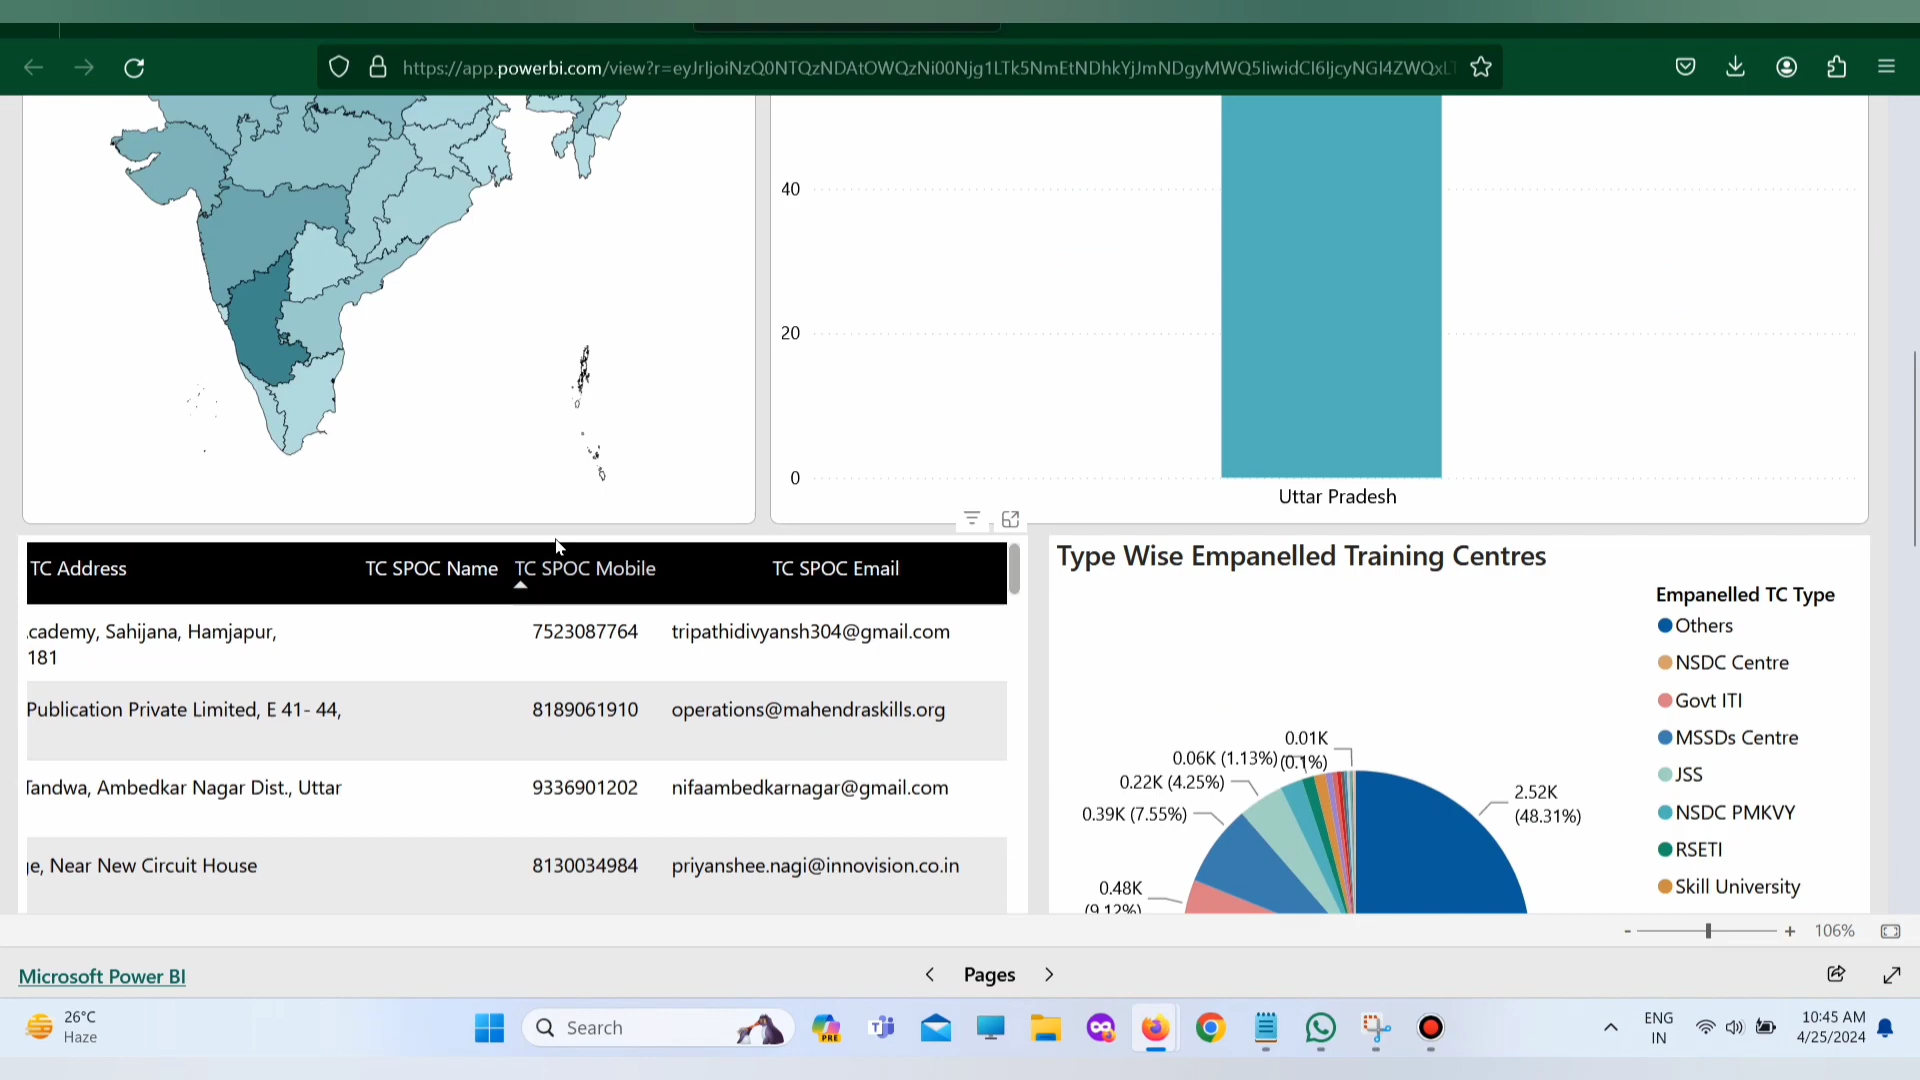 https://app.powerbi.com/view?r=eyJrIjoiNzQ0NTQzNDAtOWQzNi00Njg1LTk5NmEtNDhkYjJmNDgyMWQ5IiwidCI6IjcyNGI4ZWQxLT
40
20
0
Uttar Pradesh
TC Address TC SPOC Name TC SPOC Mobile TC SPOC Email
cademy, Sahijana, Hamjapur, 7523087764 tripathidivyansh304@gmail.com
181
Publication Private Limited, E 41- 44, 8189061910 operations@mahendraskills.org
Tandwa, Ambedkar Nagar Dist., Uttar 9336901202 nifaambedkarnagar@gmail.com
e, Near New Circuit House 8130034984 priyanshee.nagi@innovision.co.in
Type Wise Empanelled Training Centres
Empanelled TC Type
Others
NSDC Centre
Govt ITI
MSSDs Centre
JSS
NSDC PMKVY
RSETI
Skill University
0.01K
(0.1%)
0.06K (1.13%)
0.22K (4.25%)
0.39K (7.55%)
0.48K
(9.12%)
2.52K
(48.31%)
- + 106%
Microsoft Power BI
Pages
26°C
Haze
Search
PRE
ENG
IN
10:45 AM
4/25/2024